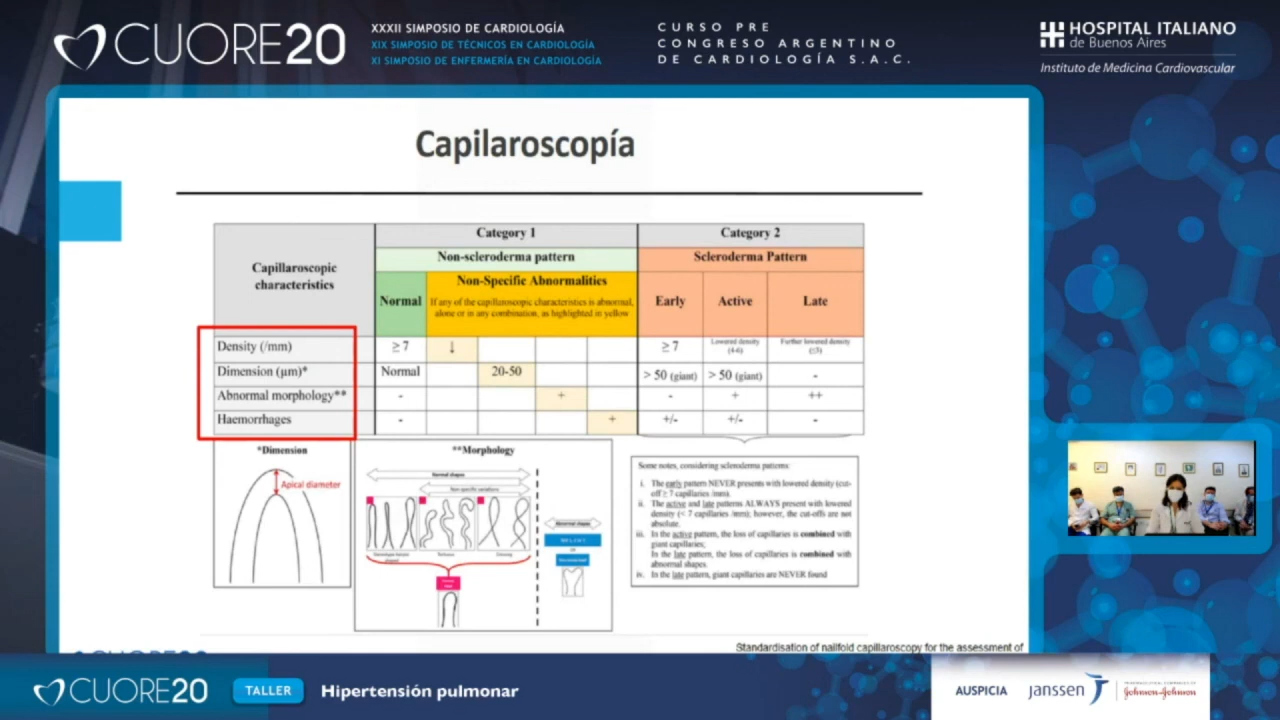 CUORE20
XXXII SIMPOSIO DE CARDIOLOGÍA
XIX SIMPOSIO DE TÉCNICOS EN CARDIOLOGÍA
XI SIMPOSIO DE ENFERMERÍA EN CARDIOLOGÍA
CURSO PRE
CONGRESO ARGENTINO
DE CARDIOLOGÍA S.A.C.
HOSPITAL ITALIANO
de Buenos Aires
Instituto de Medicina Cardiovascular
Capilaroscopía
Capillaroscopic
characteristics
Category 1
Category 2
Non-scleroderma pattern
Scleroderma Pattern
Normal
Non-Specific Abnormalities
If any of the capillaroscopic characteristics is abnormal,
alone or in any combination, as highlighted in yellow
Early
Active
Late
Density (/mm)
≥ 7
↓
≥ 7
Lowered density
(4-6)
Further lowered density
(≤3)
Dimension (µm)*
Normal
20-50
> 50 (giant)
> 50 (giant)
-
Abnormal morphology**
-
+
-
+
++
Haemorrhages
-
+
+/-
+/-
-
*Dimension
Apical diameter
**Morphology
Normal shapes
Non-specific variations
Tortuous
Crossing
Abnormal shapes
Some notes, considering scleroderma patterns:
i. The early pattern NEVER presents with lowered density (cut-
off ≥ 7 capillaries /mm).
ii. The active and late patterns ALWAYS present with lowered
density (< 7 capillaries /mm); however, the cut-offs are not
absolute.
iii. In the active pattern, the loss of capillaries is combined with
giant capillaries;
In the late pattern, the loss of capillaries is combined with
abnormal shapes.
iv. In the late pattern, giant capillaries are NEVER found
Standardisation of nailfold capillaroscopy for the assessment of
CUORE20
TALLER
Hipertensión pulmonar
AUSPICIA
janssen
Johnson & Johnson